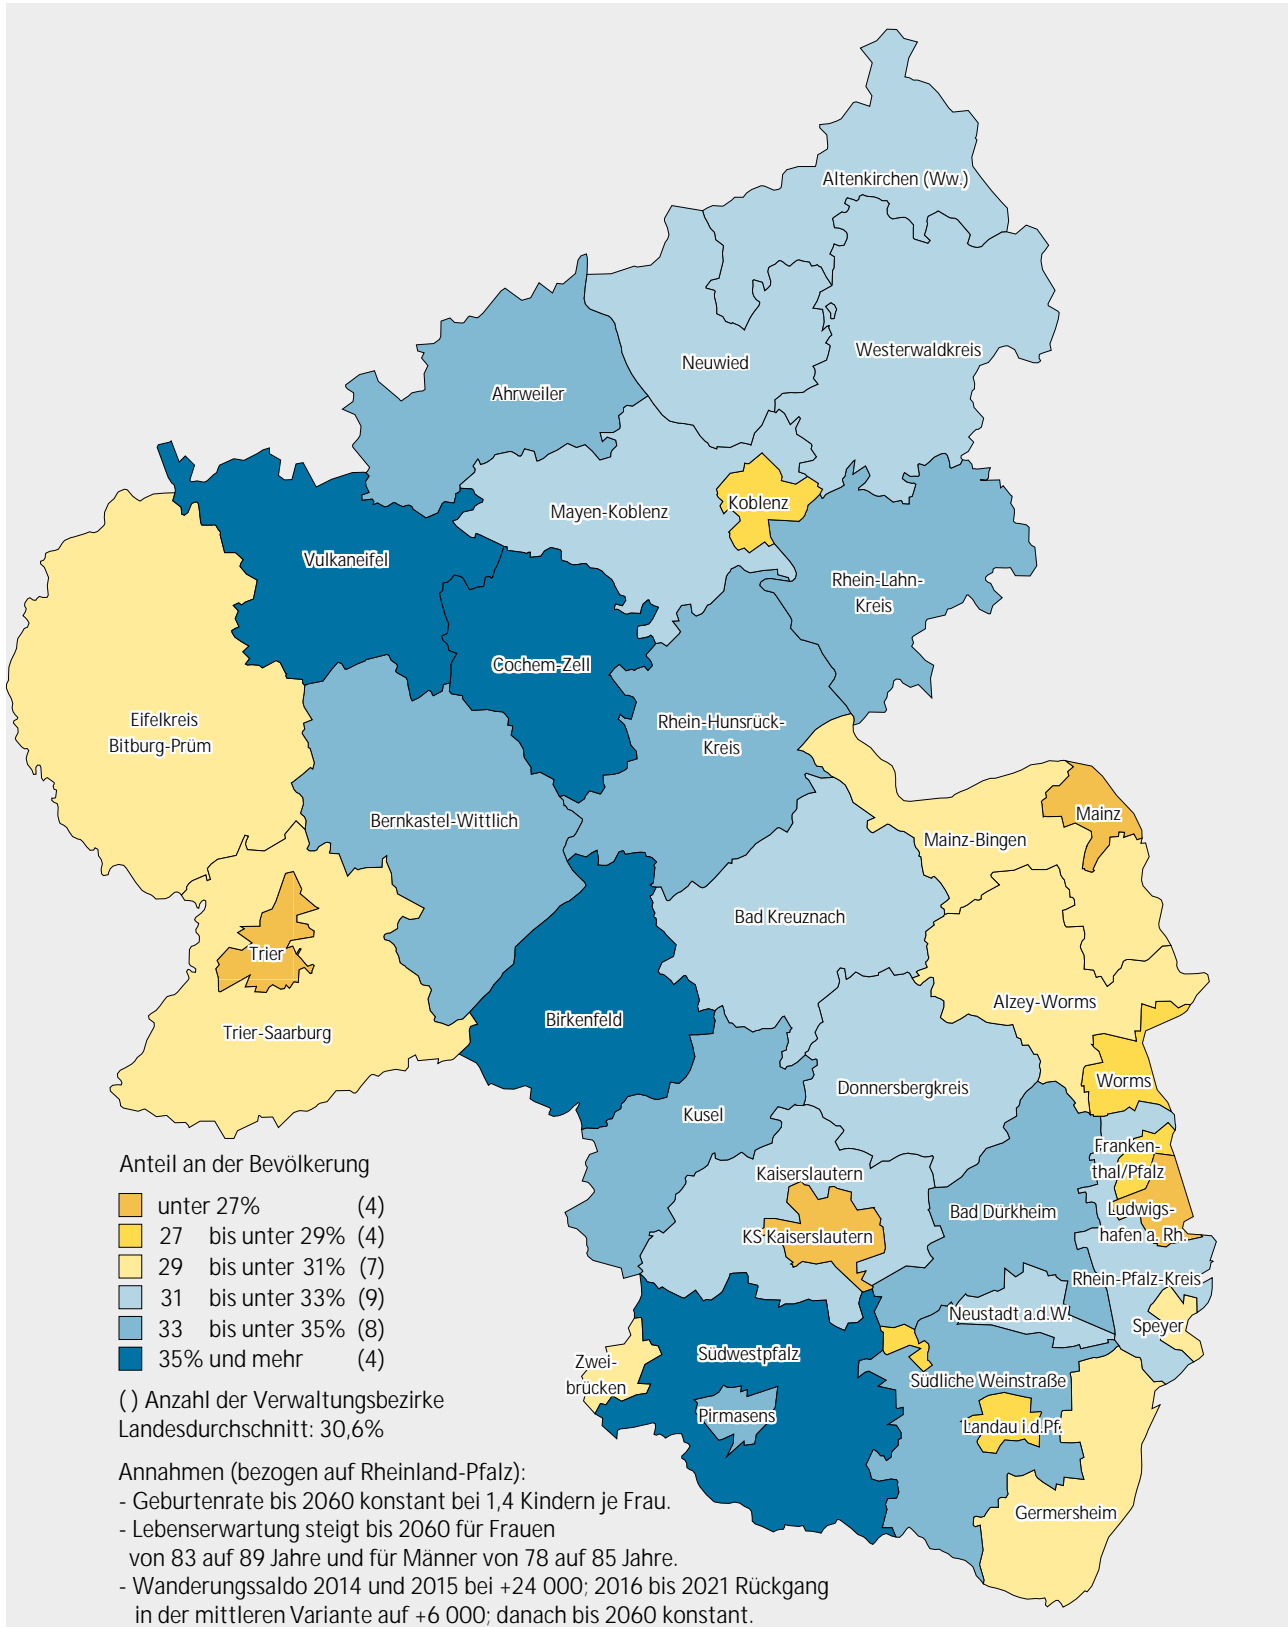 Altenkirchen (Ww.)
Neuwied
Westerwaldkreis
Ahrweiler
Mayen-Koblenz
Koblenz
Vulkaneifel
Rhein-Lahn-
Kreis
Cochem-Zell
Eifelkreis
Bitburg-Prüm
Rhein-Hunsrück-
Kreis
Bernkastel-Wittlich
Mainz
Mainz-Bingen
Bad Kreuznach
Trier
Alzey-Worms
Birkenfeld
Trier-Saarburg
Worms
Donnersbergkreis
Kusel
Franken-
thal/Pfalz
Kaiserslautern
Ludwigs-
hafen a. Rh.
Bad Dürkheim
KS Kaiserslautern
Rhein-Pfalz-Kreis
Neustadt a.d.W.
Speyer
Südwestpfalz
Zwei-
brücken
Südliche Weinstraße
Pirmasens
Landau i.d.Pf.
Germersheim
Anteil an der Bevölkerung
unter 27% (4)
27 bis unter 29% (4)
29 bis unter 31% (7)
31 bis unter 33% (9)
33 bis unter 35% (8)
35% und mehr (4)
( ) Anzahl der Verwaltungsbezirke
Landesdurchschnitt: 30,6%
Annahmen (bezogen auf Rheinland-Pfalz):
- Geburtenrate bis 2060 konstant bei 1,4 Kindern je Frau.
- Lebenserwartung steigt bis 2060 für Frauen
von 83 auf 89 Jahre und für Männer von 78 auf 85 Jahre.
- Wanderungssaldo 2014 und 2015 bei +24 000; 2016 bis 2021 Rückgang
in der mittleren Variante auf +6 000; danach bis 2060 konstant.